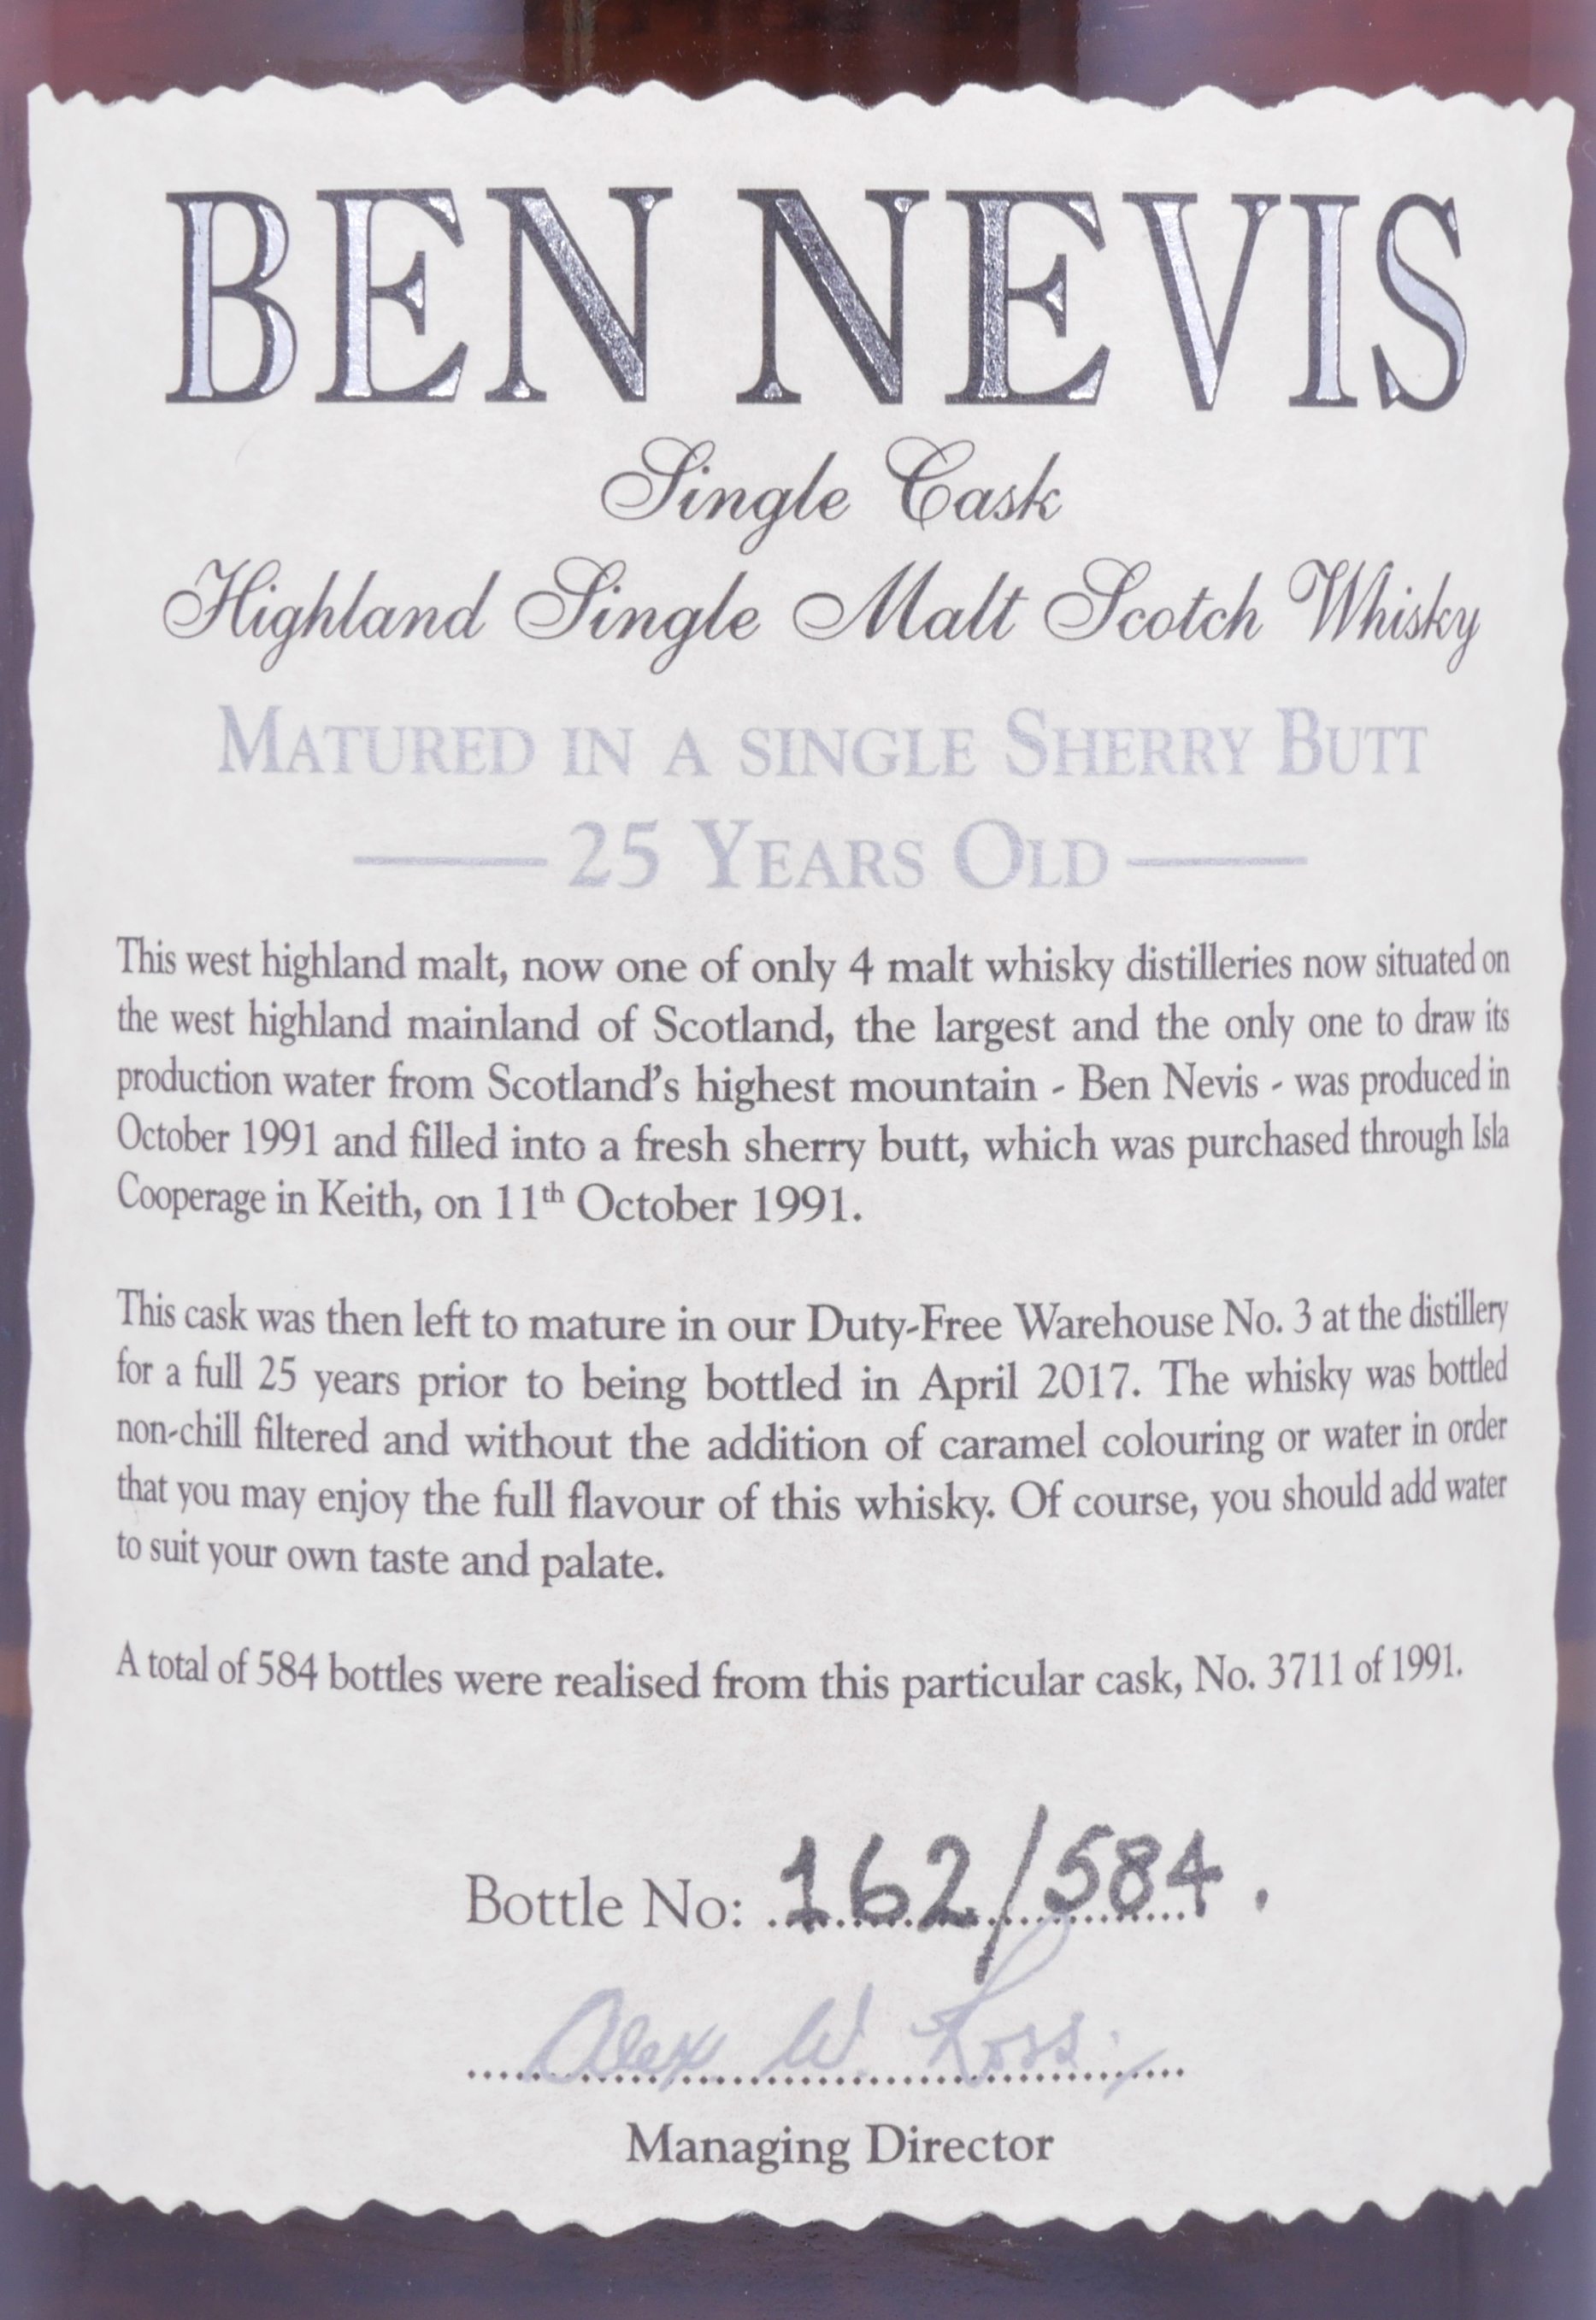 BEN NEVIS
Single Cask
Highland Single Malt Scotch Whisky
MATURED IN A SINGLE SHERRY BUTT
25 YEARS OLD
This west highland malt, now one of only 4 malt whisky distilleries now situated on
the west highland mainland of Scotland, the largest and the only one to draw its
production water from Scotland's highest mountain - Ben Nevis - was produced in
October 1991 and filled into a fresh sherry butt, which was purchased through Isla
Cooperage in Keith, on 11th October 1991.
This cask was then left to mature in our Duty-Free Warehouse No. 3 at the distillery
for a full 25 years prior to being bottled in April 2017. The whisky was bottled
non-chill filtered and without the addition of caramel colouring or water in order
that you may enjoy the full flavour of this whisky. Of course, you should add water
to suit your own taste and palate.
A total of 584 bottles were realised from this particular cask, No. 3711 of 1991.
Bottle No: 162/584.
Alex W. Ross
Managing Director